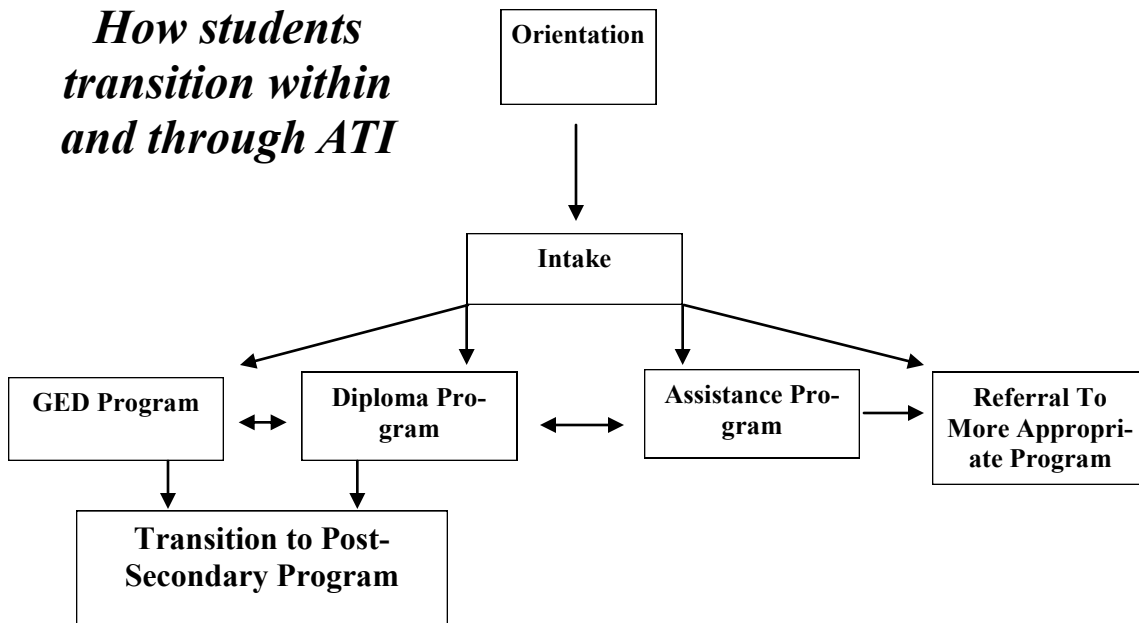 How students
transition within
and through ATI
Orientation
Intake
GED Program
Diploma Pro-
gram
Assistance Pro-
gram
Referral To
More Appropri-
ate Program
Transition to Post-
Secondary Program